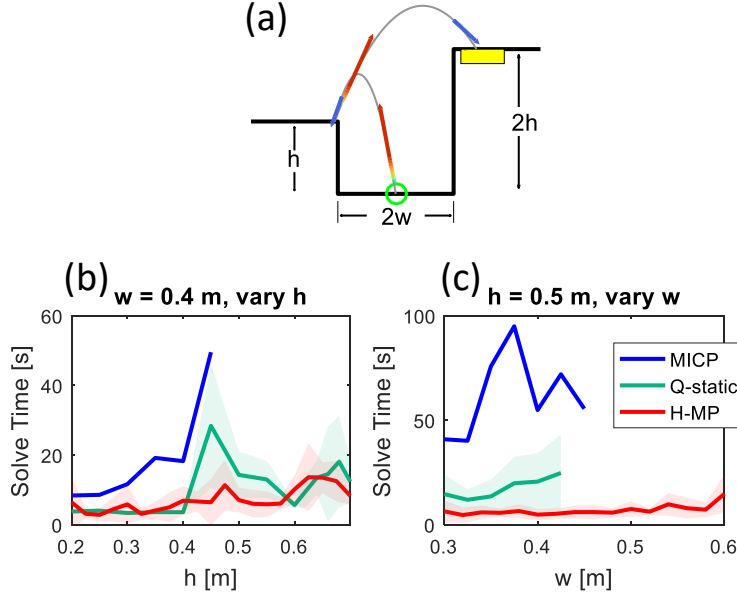 (a)
h
2h
2w
(b)
w = 0.4 m, vary h
60
40
20
0
0.2
0.3
0.4
0.5
0.6
Solve Time [s]
h [m]
(c)
h = 0.5 m, vary w
100
50
0
0.3
0.4
0.5
0.6
Solve Time [s]
w [m]
MICP
Q-static
H-MP